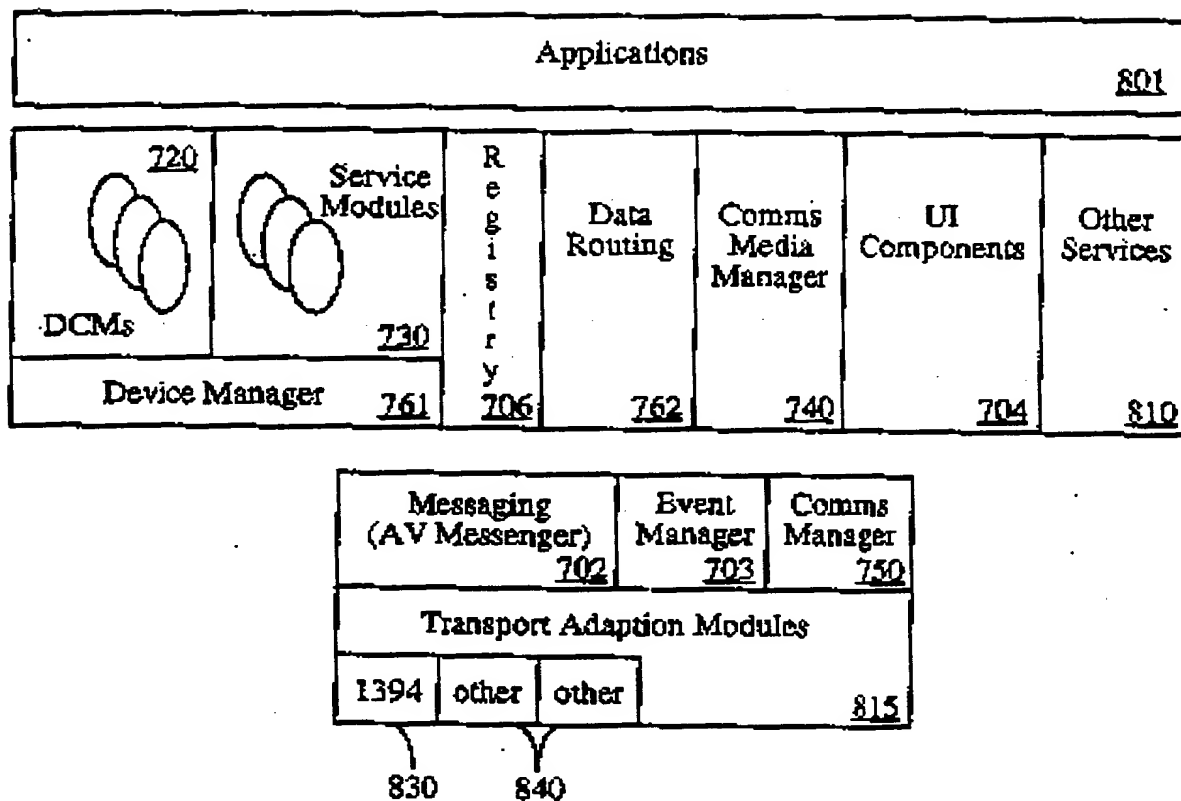 Applications
801
720
DCMs
Service
Modules
730
Device Manager
761
Registry
706
Data
Routing
762
Comms
Media
Manager
740
UI
Components
704
Other
Services
810
Messaging
(AV Messenger)
702
Event
Manager
703
Comms
Manager
750
Transport Adaption Modules
1394
other
other
815
830
840